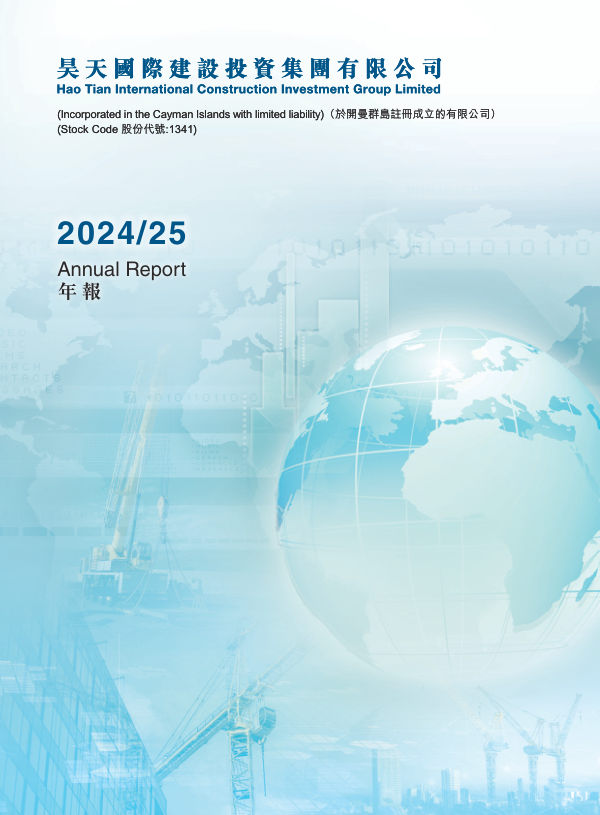 昊天國際建設投資集團有限公司
Hao Tian International Construction Investment Group Limited
(Incorporated in the Cayman Islands with limited liability)（於開曼群島註冊成立的有限公司）
(Stock Code 股份代號:1341)
2024/25
Annual Report
年報